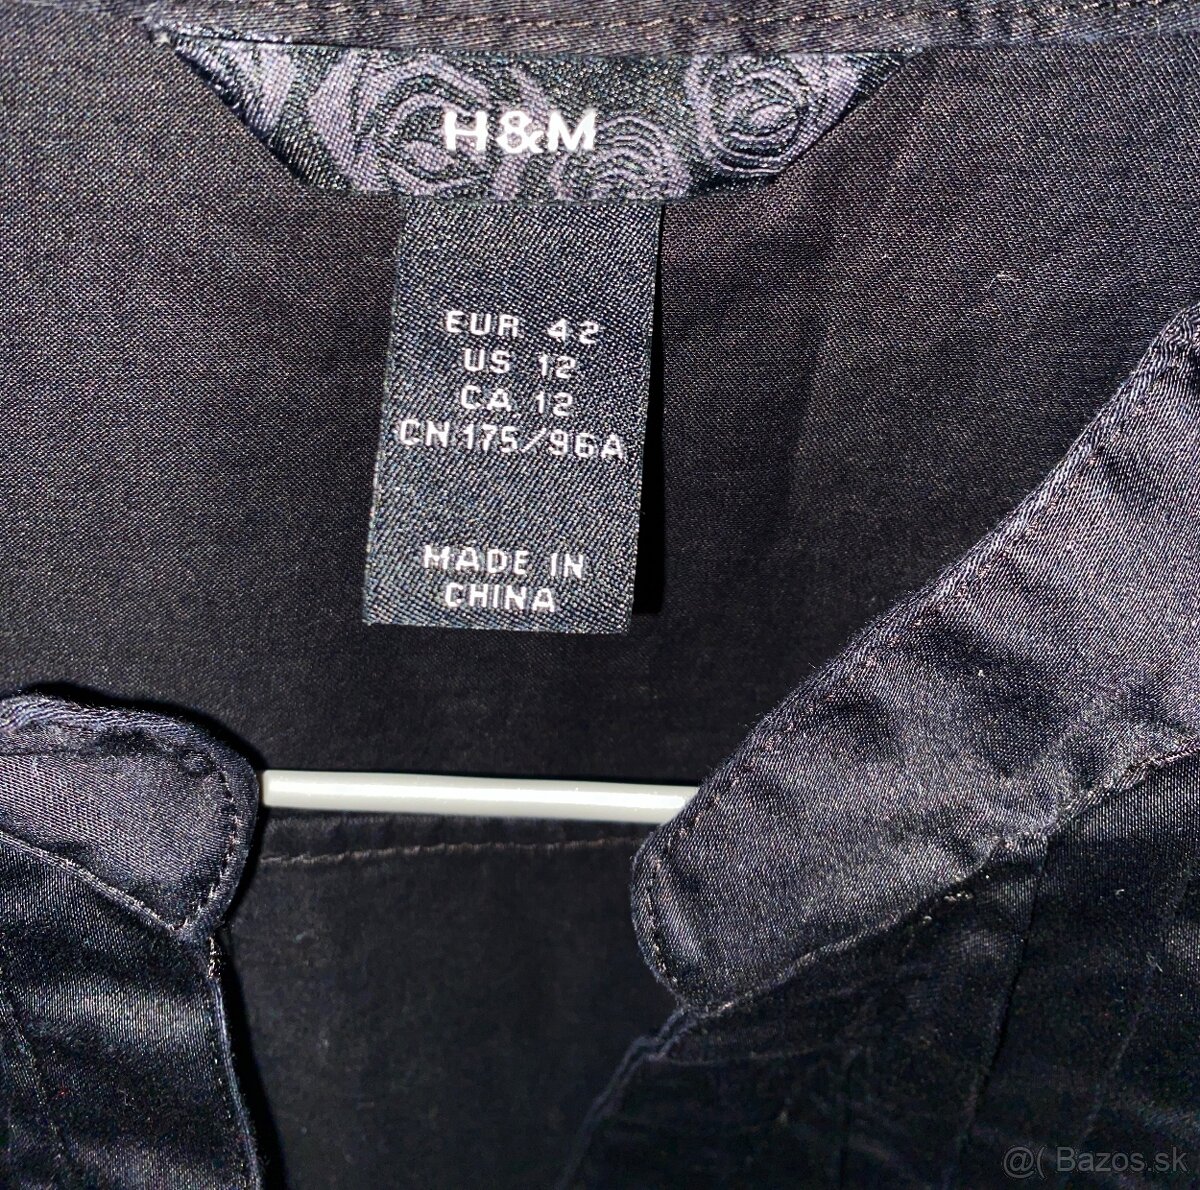 H&M
EUR 42
US 12
CA 12
CN 175/96A
MADE IN
CHINA
@( Bazos.sk